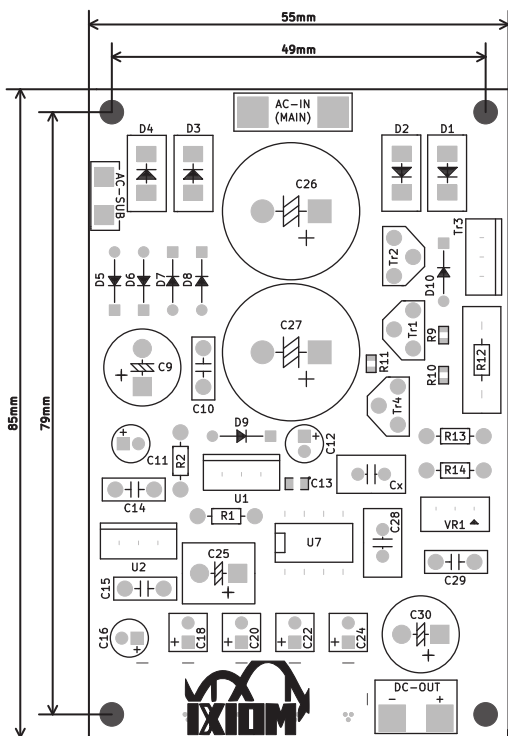 55mm
49mm
AC-IN
(MAIN)
D4
D3
D2
D1
AC-SUB
C26
Tr3
Tr2
D10
D5
D6
D7
D8
85mm
79mm
C27
Tr1
R9
R12
R11
R10
C9
C10
Tr4
D9
C12
C11
R2
R13
R14
C13
Cx
U1
C14
R1
U7
C28
VR1
U2
C25
C15
C29
C16
C18
C20
C22
C24
C30
DC-OUT
- +
IXIOM